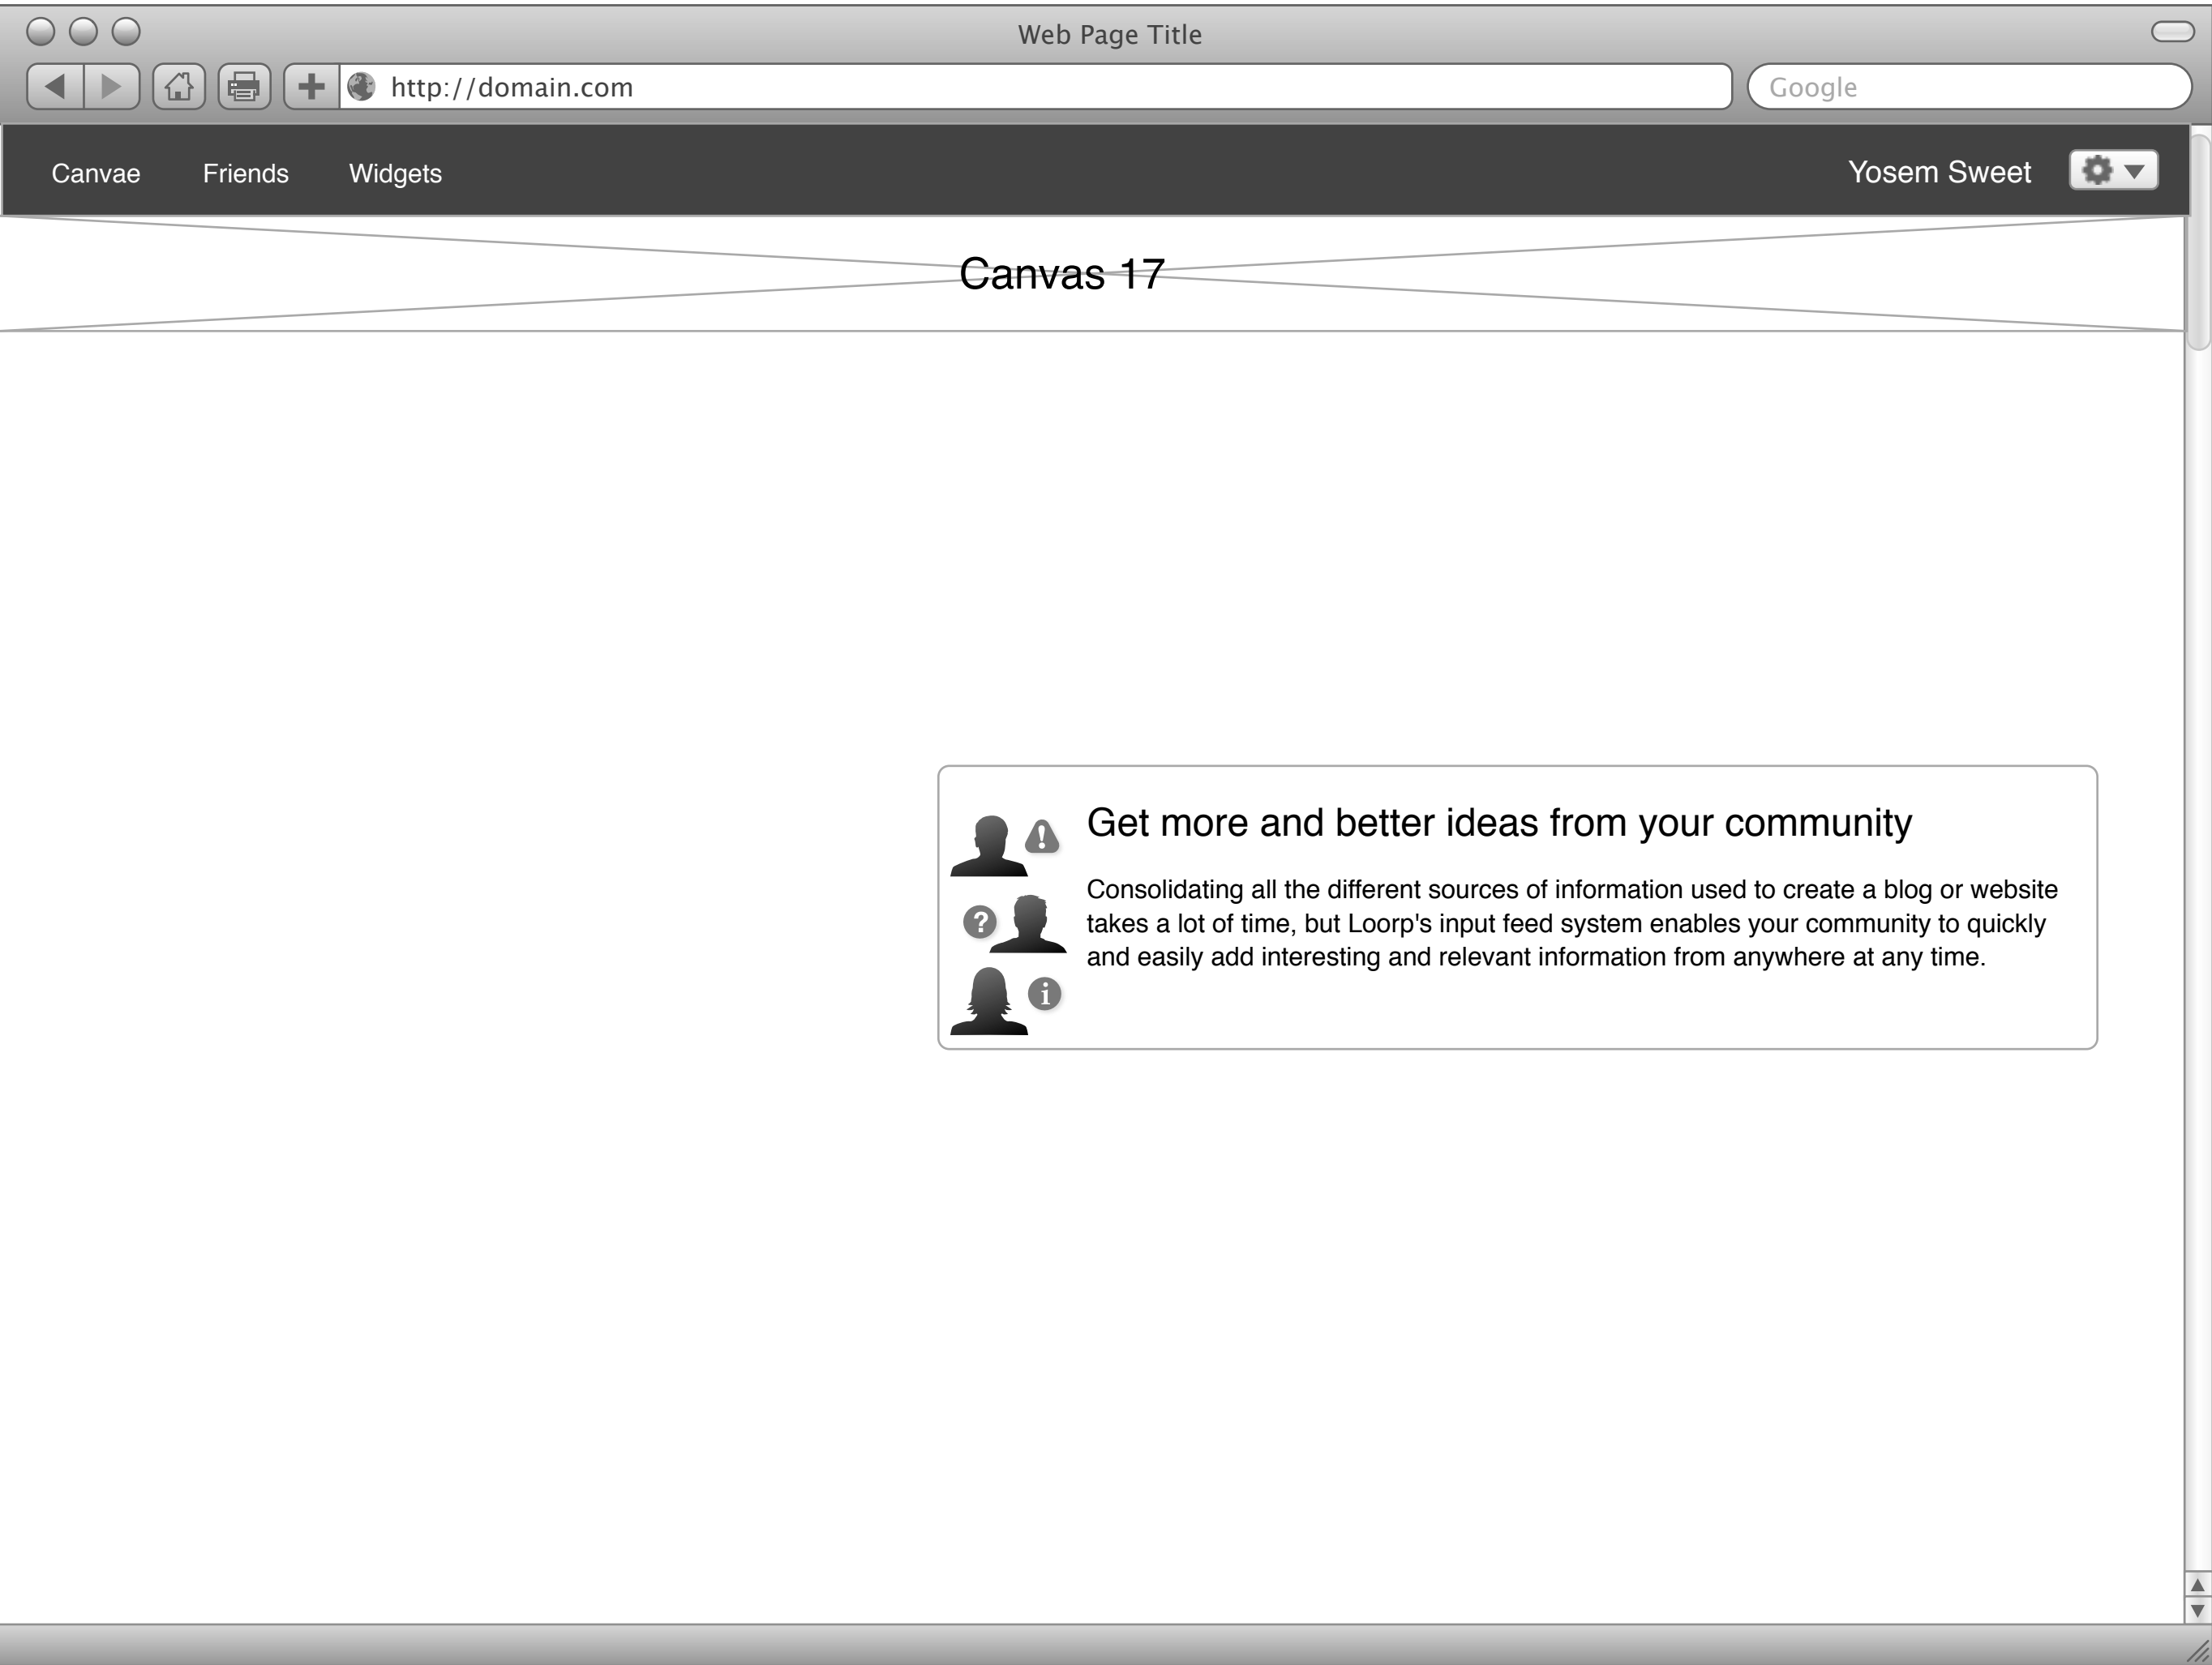 Web Page Title
http://domain.com
Google
Canvae Friends Widgets Yosem Sweet
Canvas 17
Get more and better ideas from your community
Consolidating all the different sources of information used to create a blog or website
takes a lot of time, but Loorp's input feed system enables your community to quickly
and easily add interesting and relevant information from anywhere at any time.